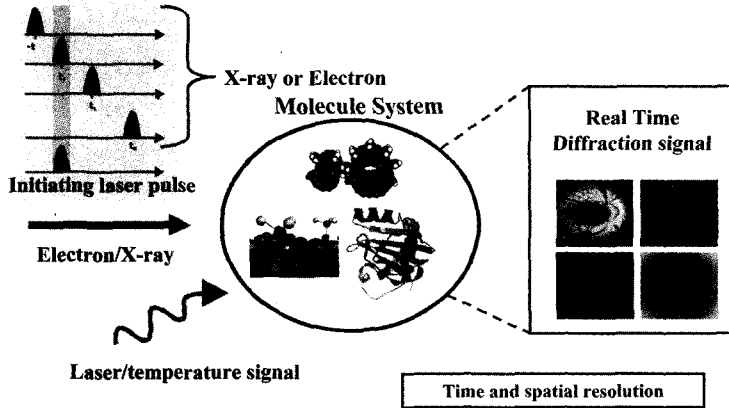 X-ray or Electron
Molecule System
Initiating laser pulse
Electron/X-ray
Laser/temperature signal
Real Time
Diffraction signal
Time and spatial resolution